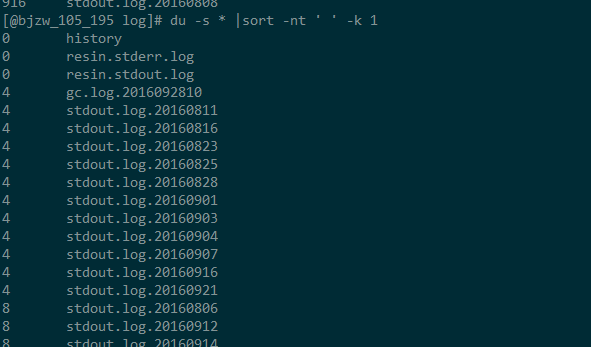 916 stdout.log.20160808
[@bjzw_105_195 log]# du -s * |sort -nt ' ' -k 1
0 history
0 resin.stderr.log
0 resin.stdout.log
4 gc.log.2016092810
4 stdout.log.20160811
4 stdout.log.20160816
4 stdout.log.20160823
4 stdout.log.20160825
4 stdout.log.20160828
4 stdout.log.20160901
4 stdout.log.20160903
4 stdout.log.20160904
4 stdout.log.20160907
4 stdout.log.20160916
4 stdout.log.20160921
8 stdout.log.20160806
8 stdout.log.20160912
8 stdout.log.20160914